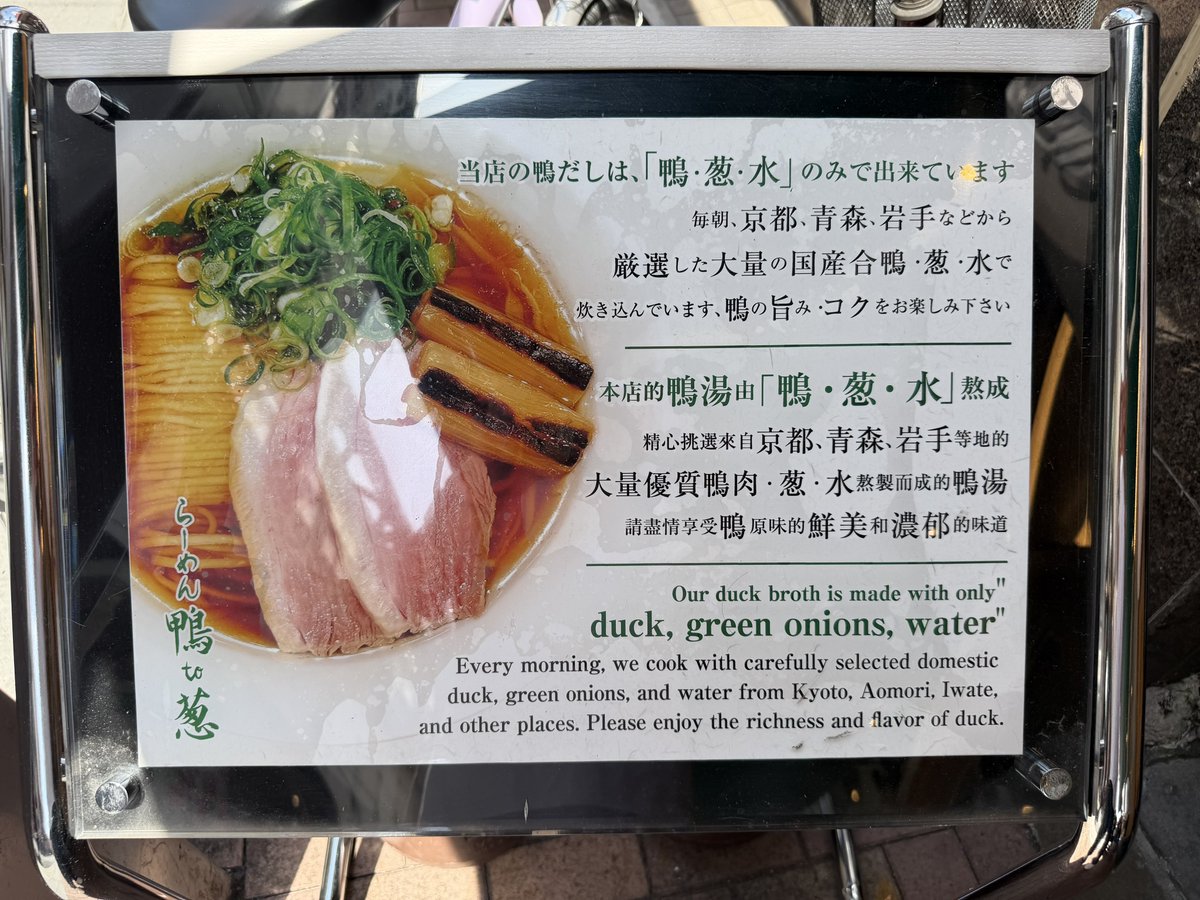 当店の鴨だしは、「鴨・葱・水」のみで出来ています
毎朝、京都、青森、岩手などから
厳選した大量の国産合鴨・葱・水で
炊き込んでいます、鴨の旨み・コクをお楽しみ下さい
本店的鴨湯由「鴨・葱・水」熬成
精心挑選來自京都、青森、岩手等地的
大量優質鴨肉・葱・水熬製而成的鴨湯
請盡情享受鴨原味的鮮美和濃郁的味道
Our duck broth is made with only"
duck, green onions, water"
Every morning, we cook with carefully selected domestic
duck, green onions, and water from Kyoto, Aomori, Iwate,
and other places. Please enjoy the richness and flavor of duck.
らーめん鴨to葱